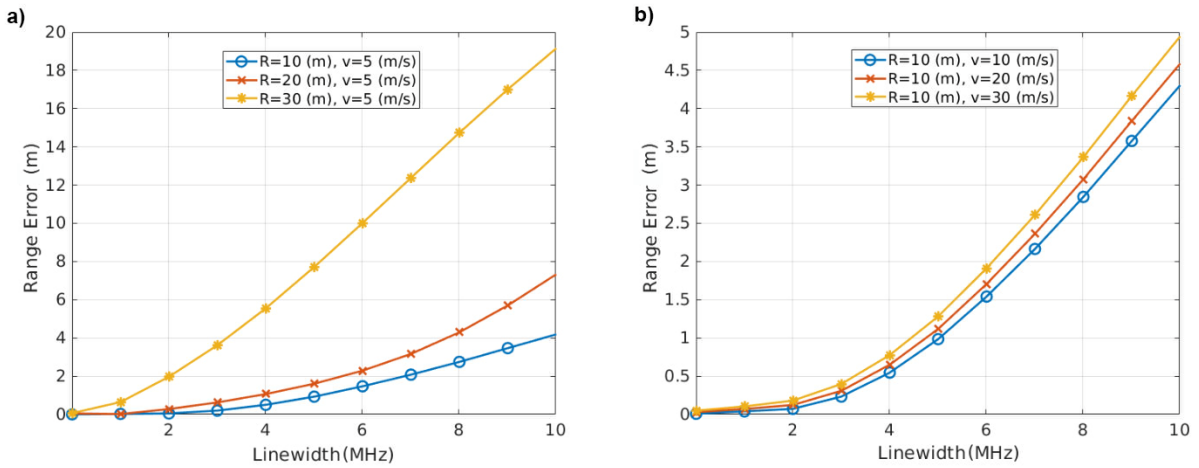 a)
20
18
16
14
12
10
8
6
4
2
0
Range Error (m)
R=10 (m), v=5 (m/s)
R=20 (m), v=5 (m/s)
R=30 (m), v=5 (m/s)
2
4
6
8
10
Linewidth(MHz)
b)
5
4.5
4
3.5
3
2.5
2
1.5
1
0.5
0
Range Error (m)
R=10 (m), v=10 (m/s)
R=10 (m), v=20 (m/s)
R=10 (m), v=30 (m/s)
0
2
4
6
8
10
Linewidth(MHz)